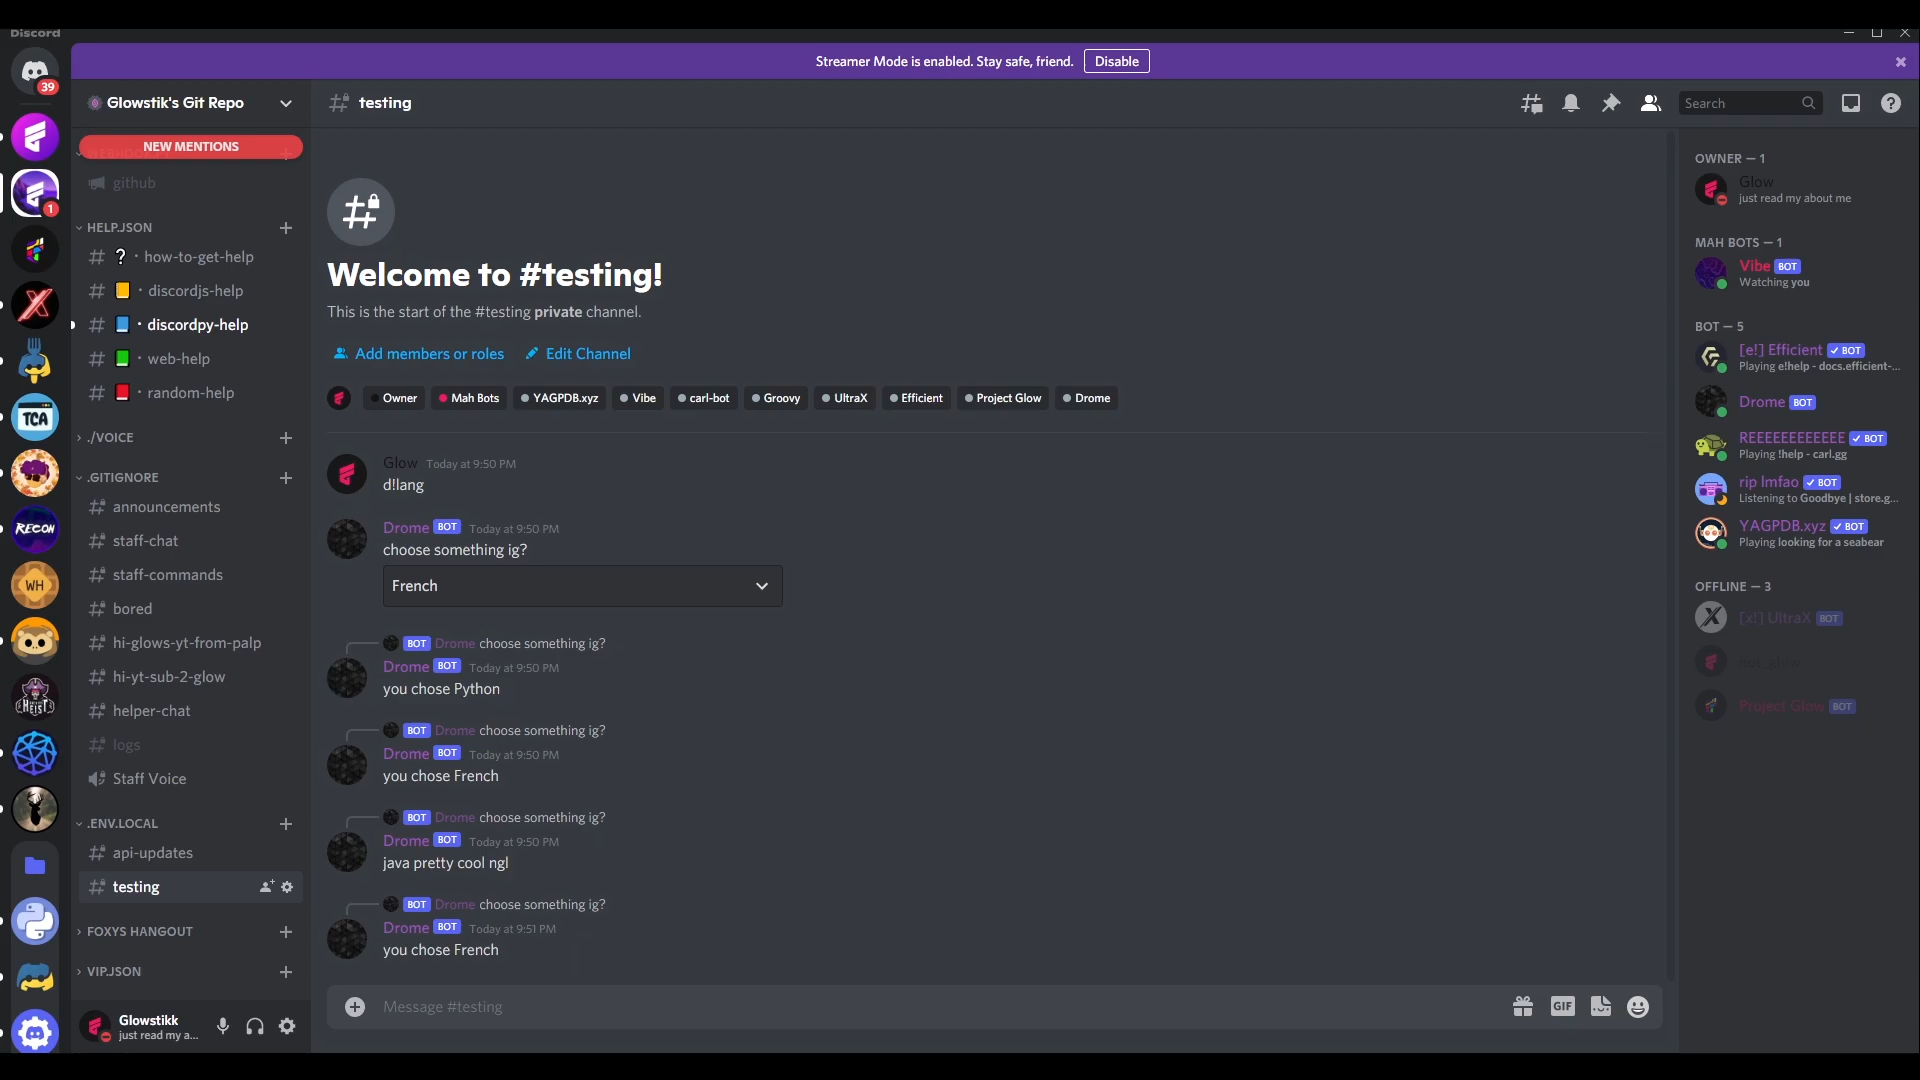 Discord
Streamer Mode is enabled. Stay safe, friend.
Disable
39
1
TCA
RECON
WH
HEIST
Glowstik's Git Repo
NEW MENTIONS
github
HELP.JSON
how-to-get-help
discordjs-help
discordpy-help
web-help
random-help
./VOICE
.GITIGNORE
announcements
staff-chat
staff-commands
bored
hi-glows-yt-from-palp
hi-yt-sub-2-glow
helper-chat
logs
Staff Voice
.ENV.LOCAL
api-updates
testing
FOXYS HANGOUT
VIP.JSON
Glowstikk
just read my a...
testing
Search
Welcome to #testing!
This is the start of the #testing private channel.
Add members or roles Edit Channel
Owner Mah Bots YAGPDB.xyz Vibe carl-bot Groovy UltraX Efficient Project Glow Drome
Glow Today at 9:50 PM
d!lang
Drome BOT Today at 9:50 PM
choose something ig?
French
BOT Drome choose something ig?
Drome BOT Today at 9:50 PM
you chose Python
BOT Drome choose something ig?
Drome BOT Today at 9:50 PM
you chose French
BOT Drome choose something ig?
Drome BOT Today at 9:50 PM
java pretty cool ngl
BOT Drome choose something ig?
Drome BOT Today at 9:51 PM
you chose French
Message #testing
GIF
OWNER — 1
Glow
just read my about me
MAH BOTS — 1
Vibe BOT
Watching you
BOT — 5
[e!] Efficient BOT
Playing e!help - docs.efficient-...
Drome BOT
REEEEEEEEEEEE BOT
Playing !help - carl.gg
rip lmfao BOT
Listening to Goodbye | store.g...
YAGPDB.xyz BOT
Playing looking for a seabear
OFFLINE — 3
[x!] UltraX BOT
Project Glow BOT